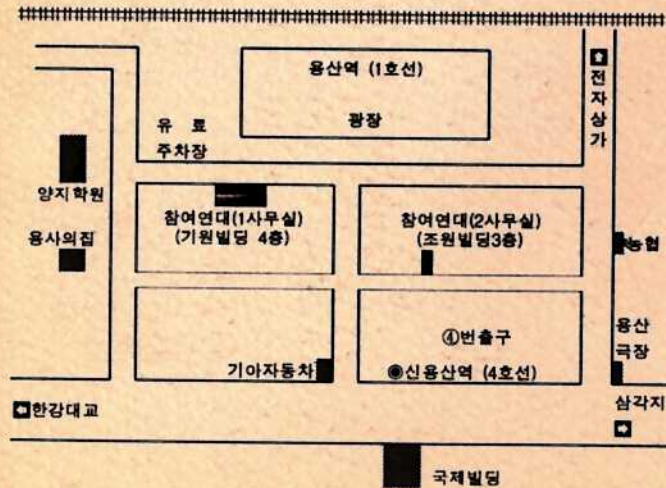 용산역 (1호선)
광장
전자상가
유 료
주차장
양지학원
용사의집
참여연대(1사무실)
(기원빌딩 4층)
참여연대(2사무실)
(조원빌딩3층)
농협
④번출구
용산
극장
기아자동차
신용산역 (4호선)
한강대교
삼각지
국제빌딩